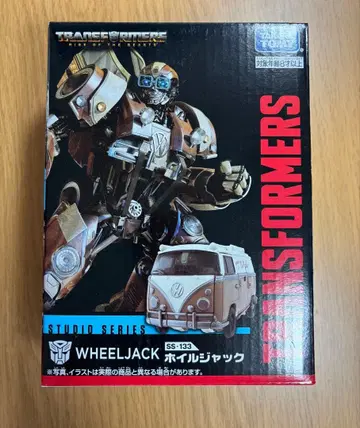 TRANSFORMERS
RISE OF THE BEASTS
TAKARA
TOMY
対象年齢8才以上
TRANSFORMERS
STUDIO SERIES
SS-133
WHEELJACK ホイルジャック
※写真、イラストは実際の商品と異なる場合があります。